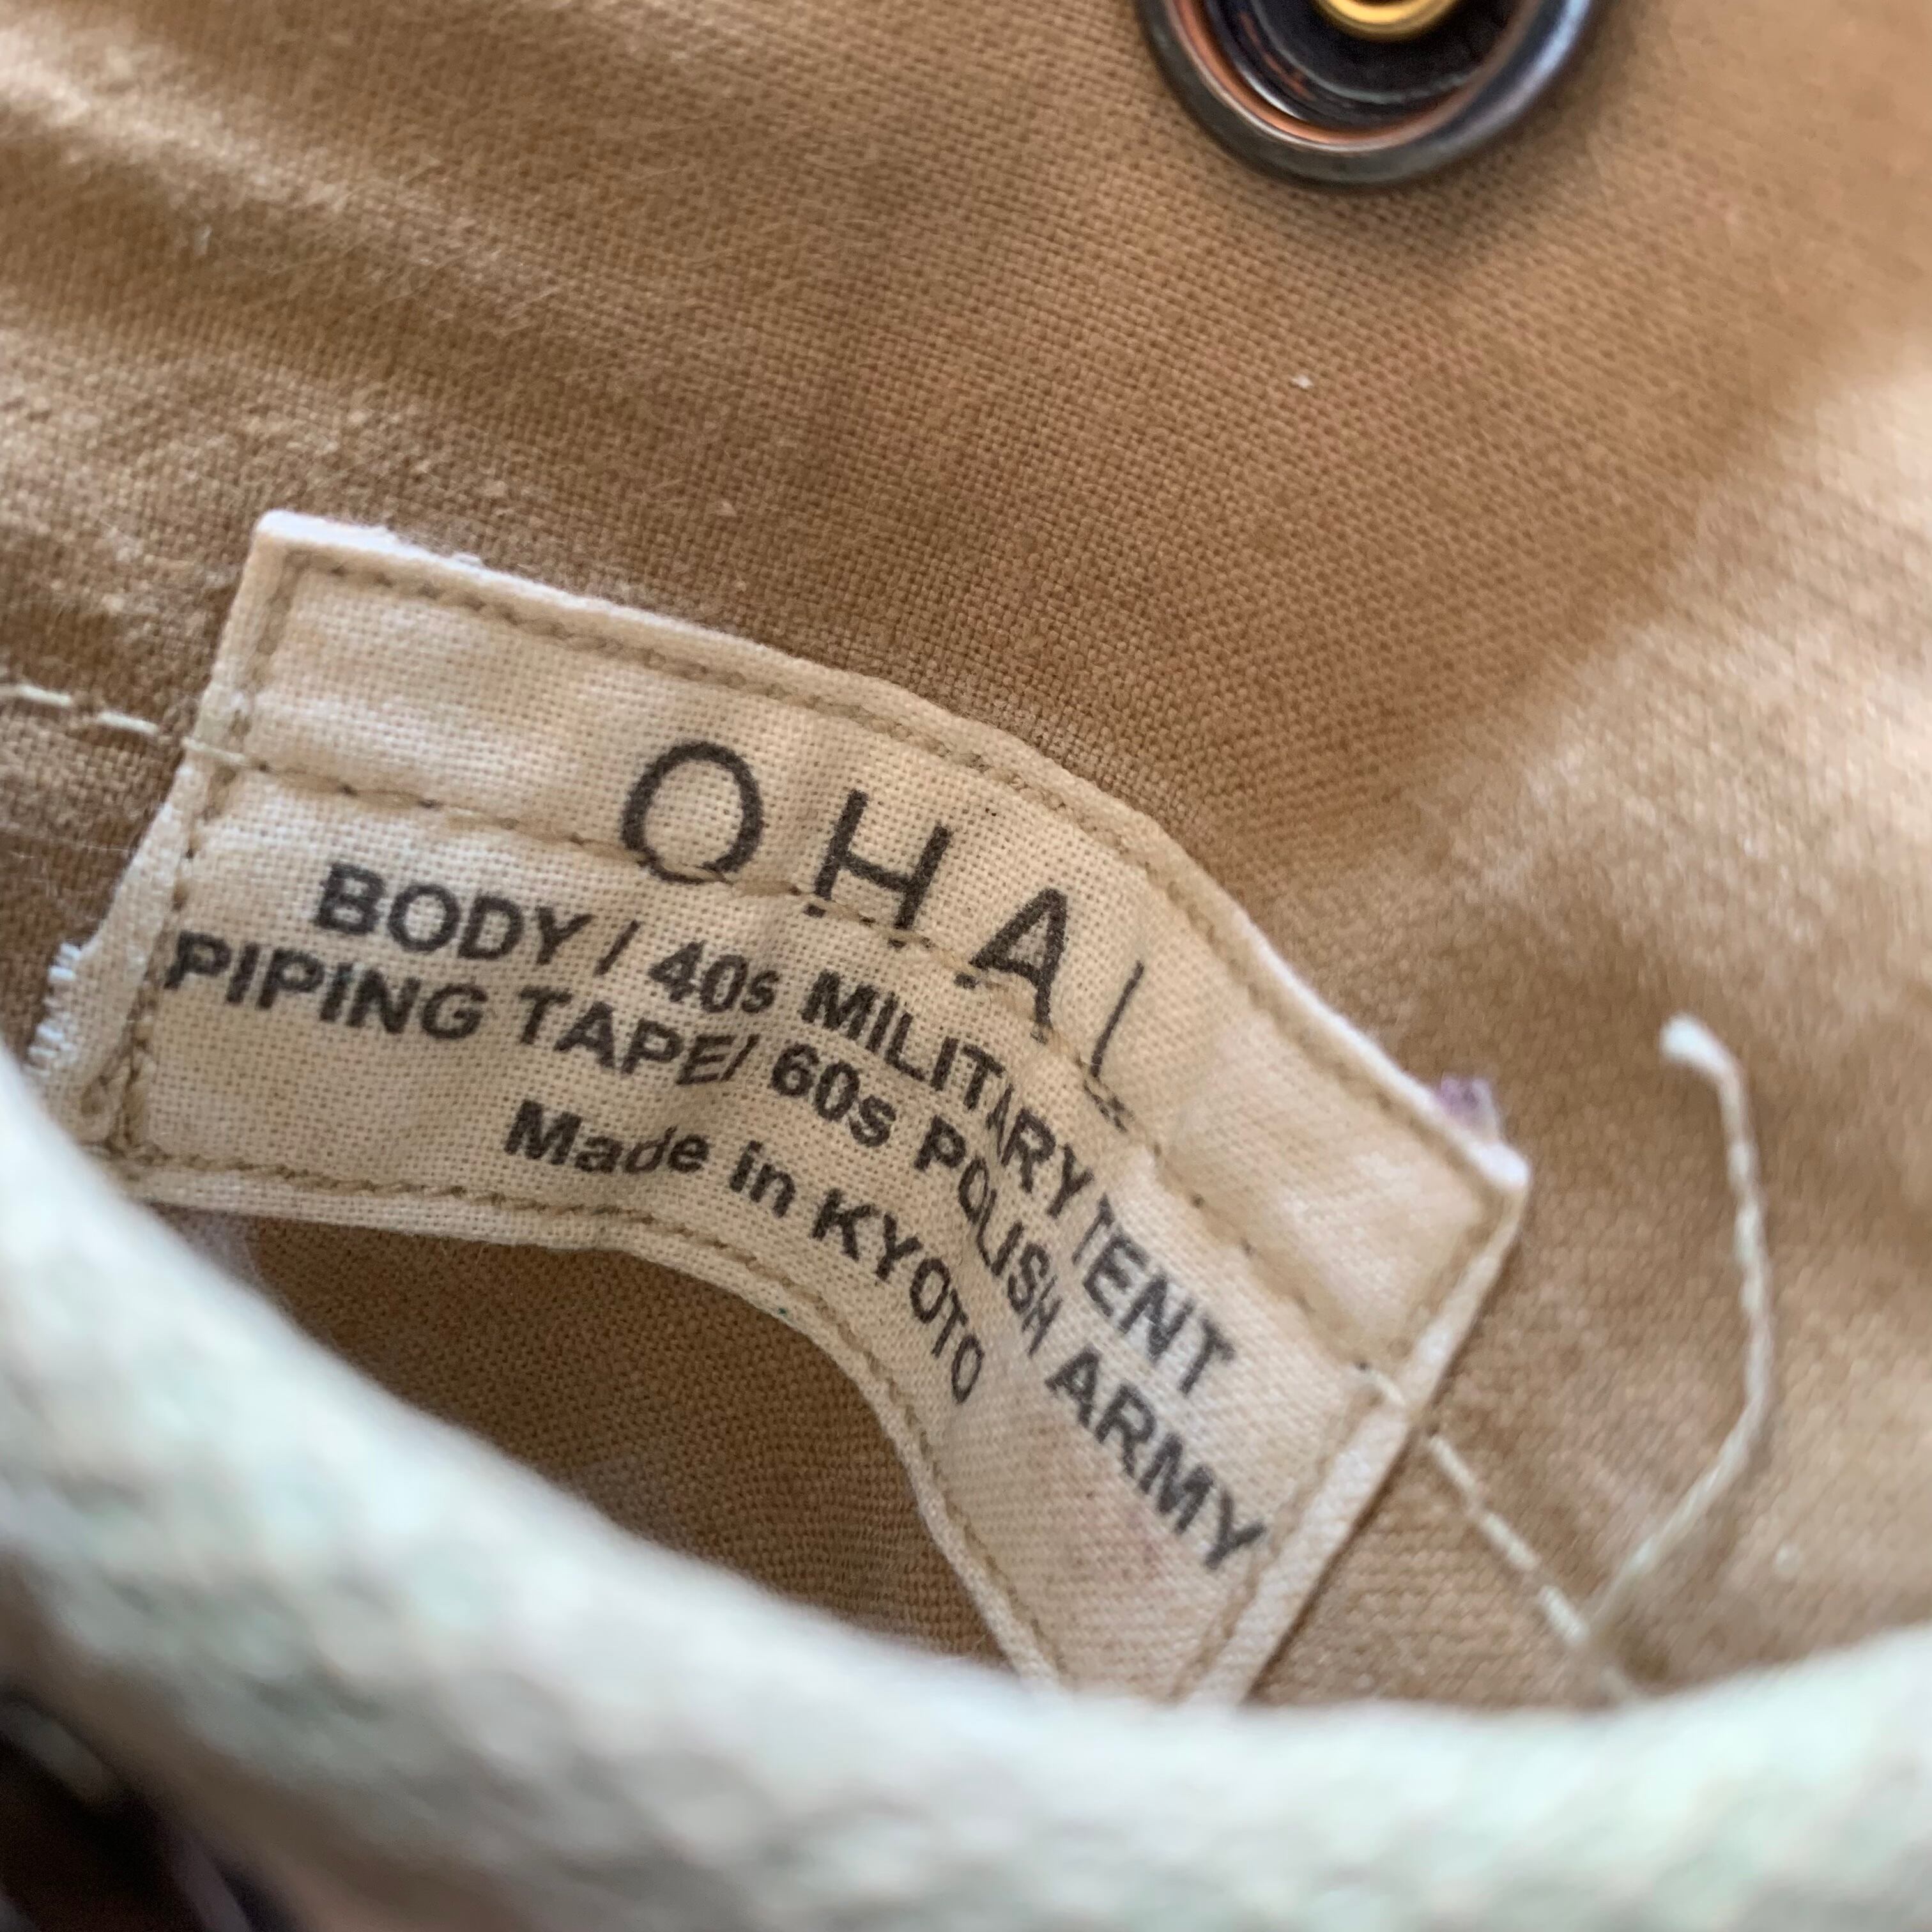 OHAL
BODY / 40s MILITARY TENT
PIPING TAPE/ 60s POLISH ARMY
Made in KYOTO